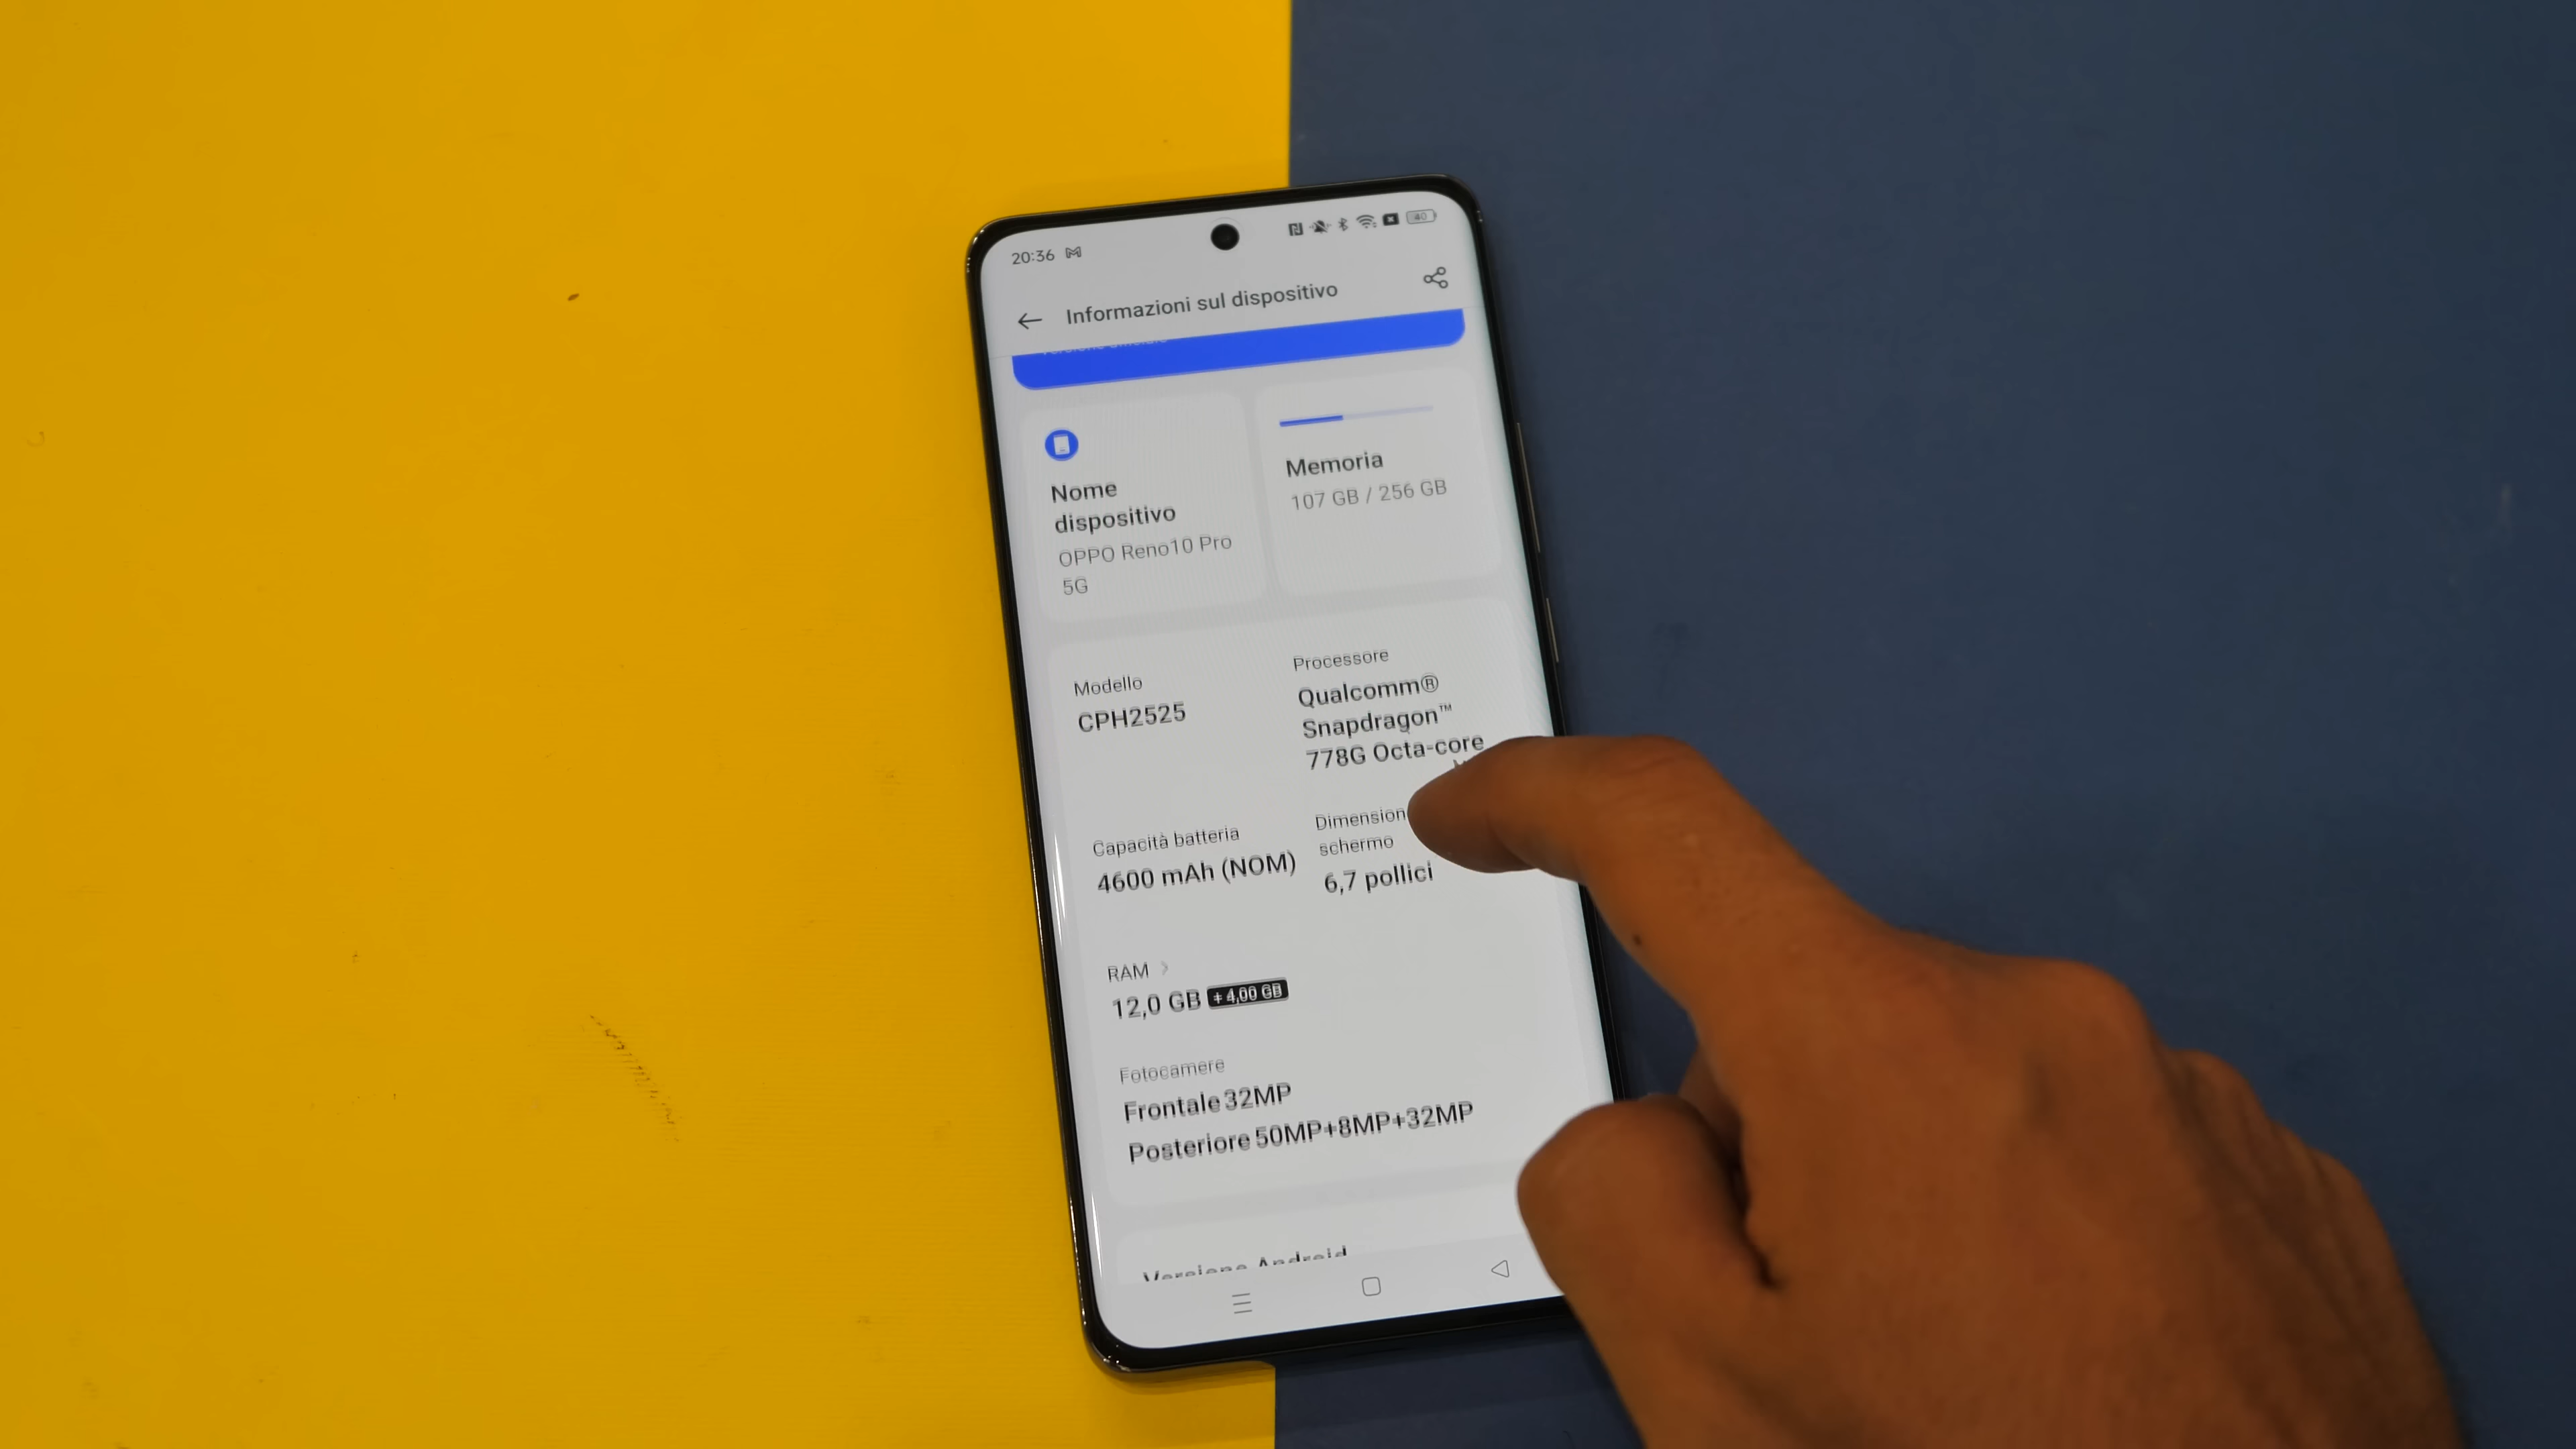 20:36
40
Informazioni sul dispositivo
Nome
dispositivo
OPPO Reno10 Pro
5G
Memoria
107 GB / 256 GB
Modello
CPH2525
Processore
Qualcomm®
Snapdragon™
778G Octa-core
Capacità batteria
4600 mAh (NOM)
Dimension
schermo
6,7 pollici
RAM
12,0 GB + 4,00 GB
Fotocamere
Frontale 32MP
Posteriore 50MP+8MP+32MP
Versione Android